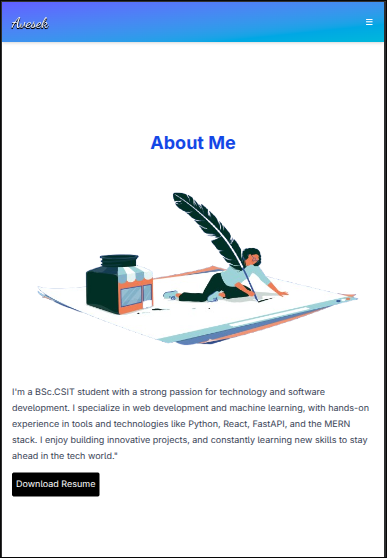 Avesek
About Me
I'm a BSc.CSIT student with a strong passion for technology and software
development. I specialize in web development and machine learning, with hands-on
experience in tools and technologies like Python, React, FastAPI, and the MERN
stack. I enjoy building innovative projects, and constantly learning new skills to stay
ahead in the tech world."
Download Resume